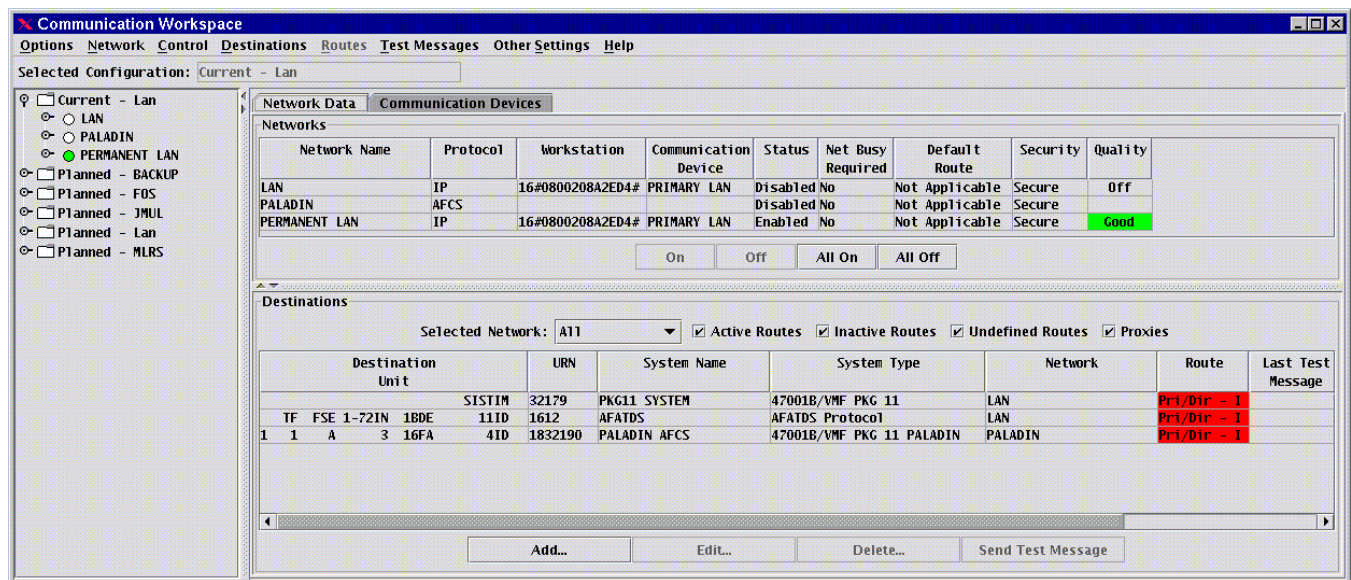 Communication Workspace
Options Network Control Destinations Routes Test Messages Other Settings Help
Selected Configuration: Current - Lan
Current - Lan
LAN
PALADIN
PERMANENT LAN
Planned - BACKUP
Planned - FOS
Planned - JMUL
Planned - Lan
Planned - MLRS
Network Data Communication Devices
Networks
Network Name Protocol Workstation Communication Device Status Net Busy Required Default Route Security Quality
LAN IP 16#0800208A2ED4# PRIMARY LAN Disabled No Not Applicable Secure Off
PALADIN AFCS Disabled No Not Applicable Secure
PERMANENT LAN IP 16#0800208A2ED4# PRIMARY LAN Enabled No Not Applicable Secure Good
On Off All On All Off
Destinations
Selected Network: All Active Routes Inactive Routes Undefined Routes Proxies
Destination Unit URN System Name System Type Network Route Last Test Message
SISTIM 32179 PKG11 SYSTEM 47001B/VMF PKG 11 LAN Pri/Dir - I
TF FSE 1-72IN 1BDE 11ID 1612 AFATDS AFATDS Protocol LAN Pri/Dir - I
1 1 A 3 16FA 4ID 1832190 PALADIN AFCS 47001B/VMF PKG 11 PALADIN PALADIN Pri/Dir - I
Add... Edit... Delete... Send Test Message